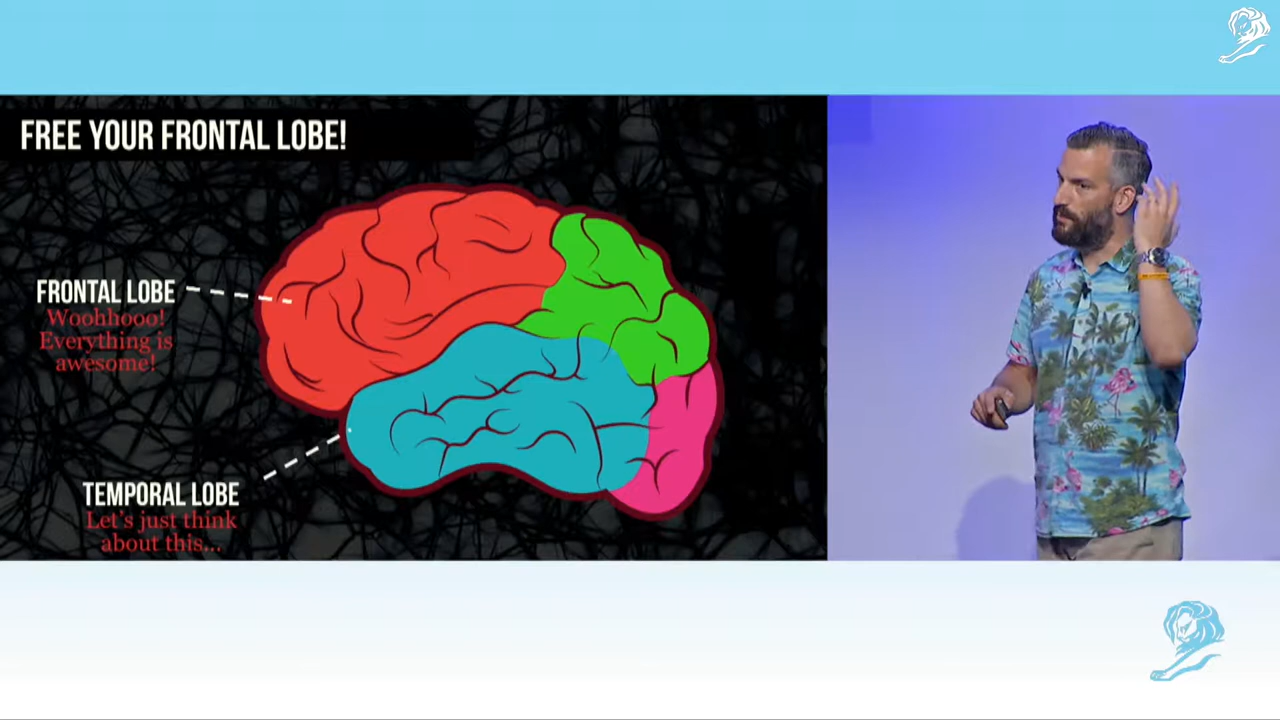 FREE YOUR FRONTAL LOBE!
FRONTAL LOBE
Woohhooo!
Everything is
awesome!
TEMPORAL LOBE
Let's just think
about this...